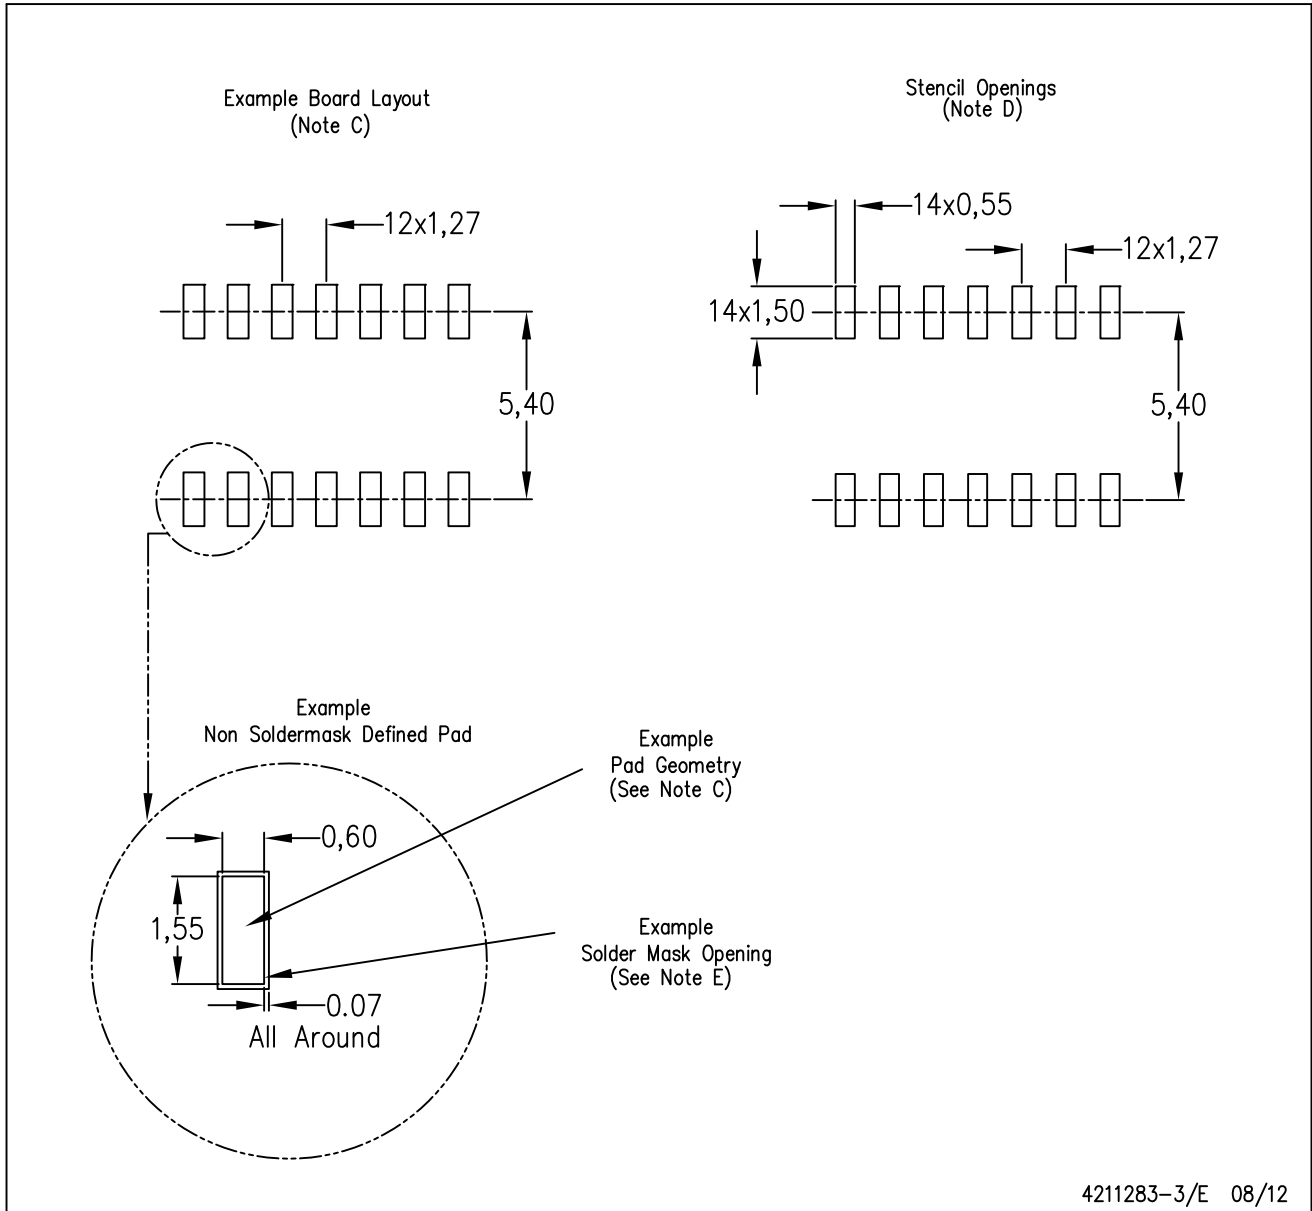 Example Board Layout
(Note C)
Stencil Openings
(Note D)
12x1,27
5,40
14x0,55
12x1,27
14x1,50
5,40
Example
Non Soldermask Defined Pad
Example
Pad Geometry
(See Note C)
0,60
1,55
Example
Solder Mask Opening
(See Note E)
0.07
All Around
4211283-3/E 08/12